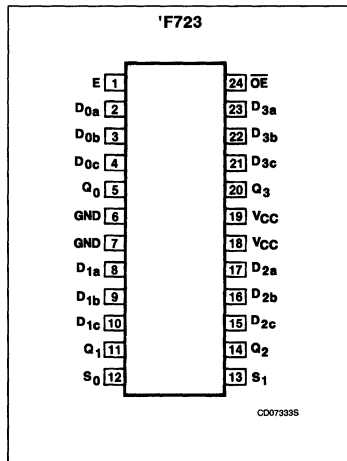 'F723
E 1 24 OE
D0a 2 23 D3a
D0b 3 22 D3b
D0c 4 21 D3c
Q0 5 20 Q3
GND 6 19 VCC
GND 7 18 VCC
D1a 8 17 D2a
D1b 9 16 D2b
D1c 10 15 D2c
Q1 11 14 Q2
S0 12 13 S1
CD07333S